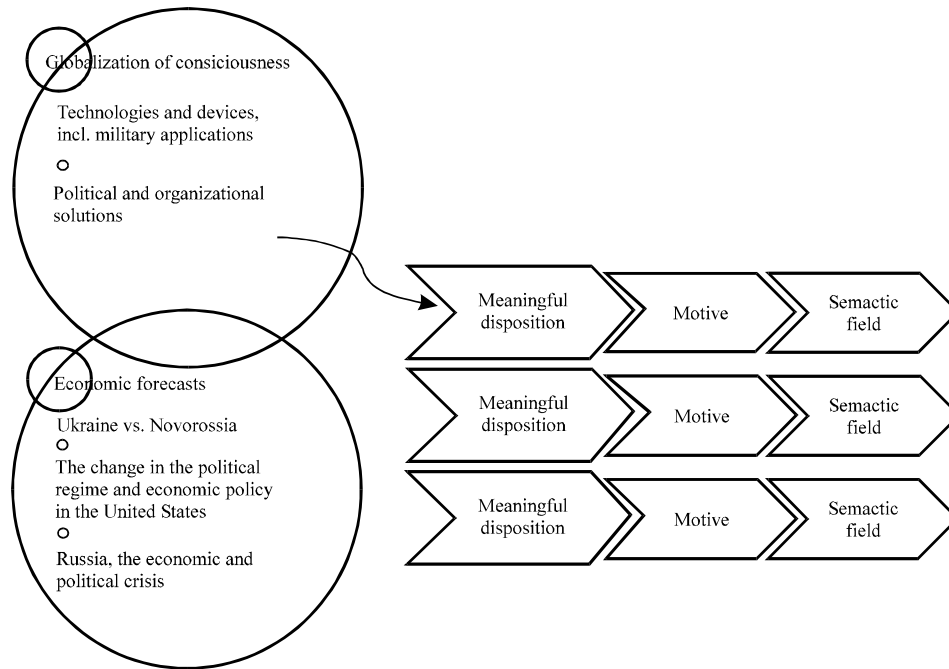 Globalization of consiciousness
Technologies and devices,
incl. military applications
Political and organizational
solutions
Economic forecasts
Ukraine vs. Novorossia
The change in the political
regime and economic policy
in the United States
Russia, the economic and
political crisis
Meaningful
disposition
Motive
Semactic
field
Meaningful
disposition
Motive
Semactic
field
Meaningful
disposition
Motive
Semactic
field